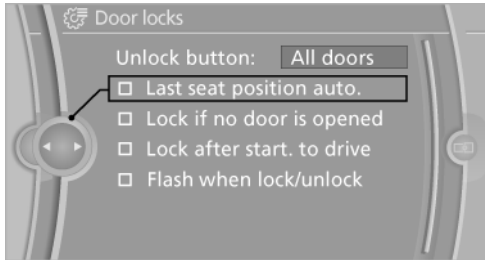 Door locks
Unlock button: All doors
Last seat position auto.
Lock if no door is opened
Lock after start. to drive
Flash when lock/unlock